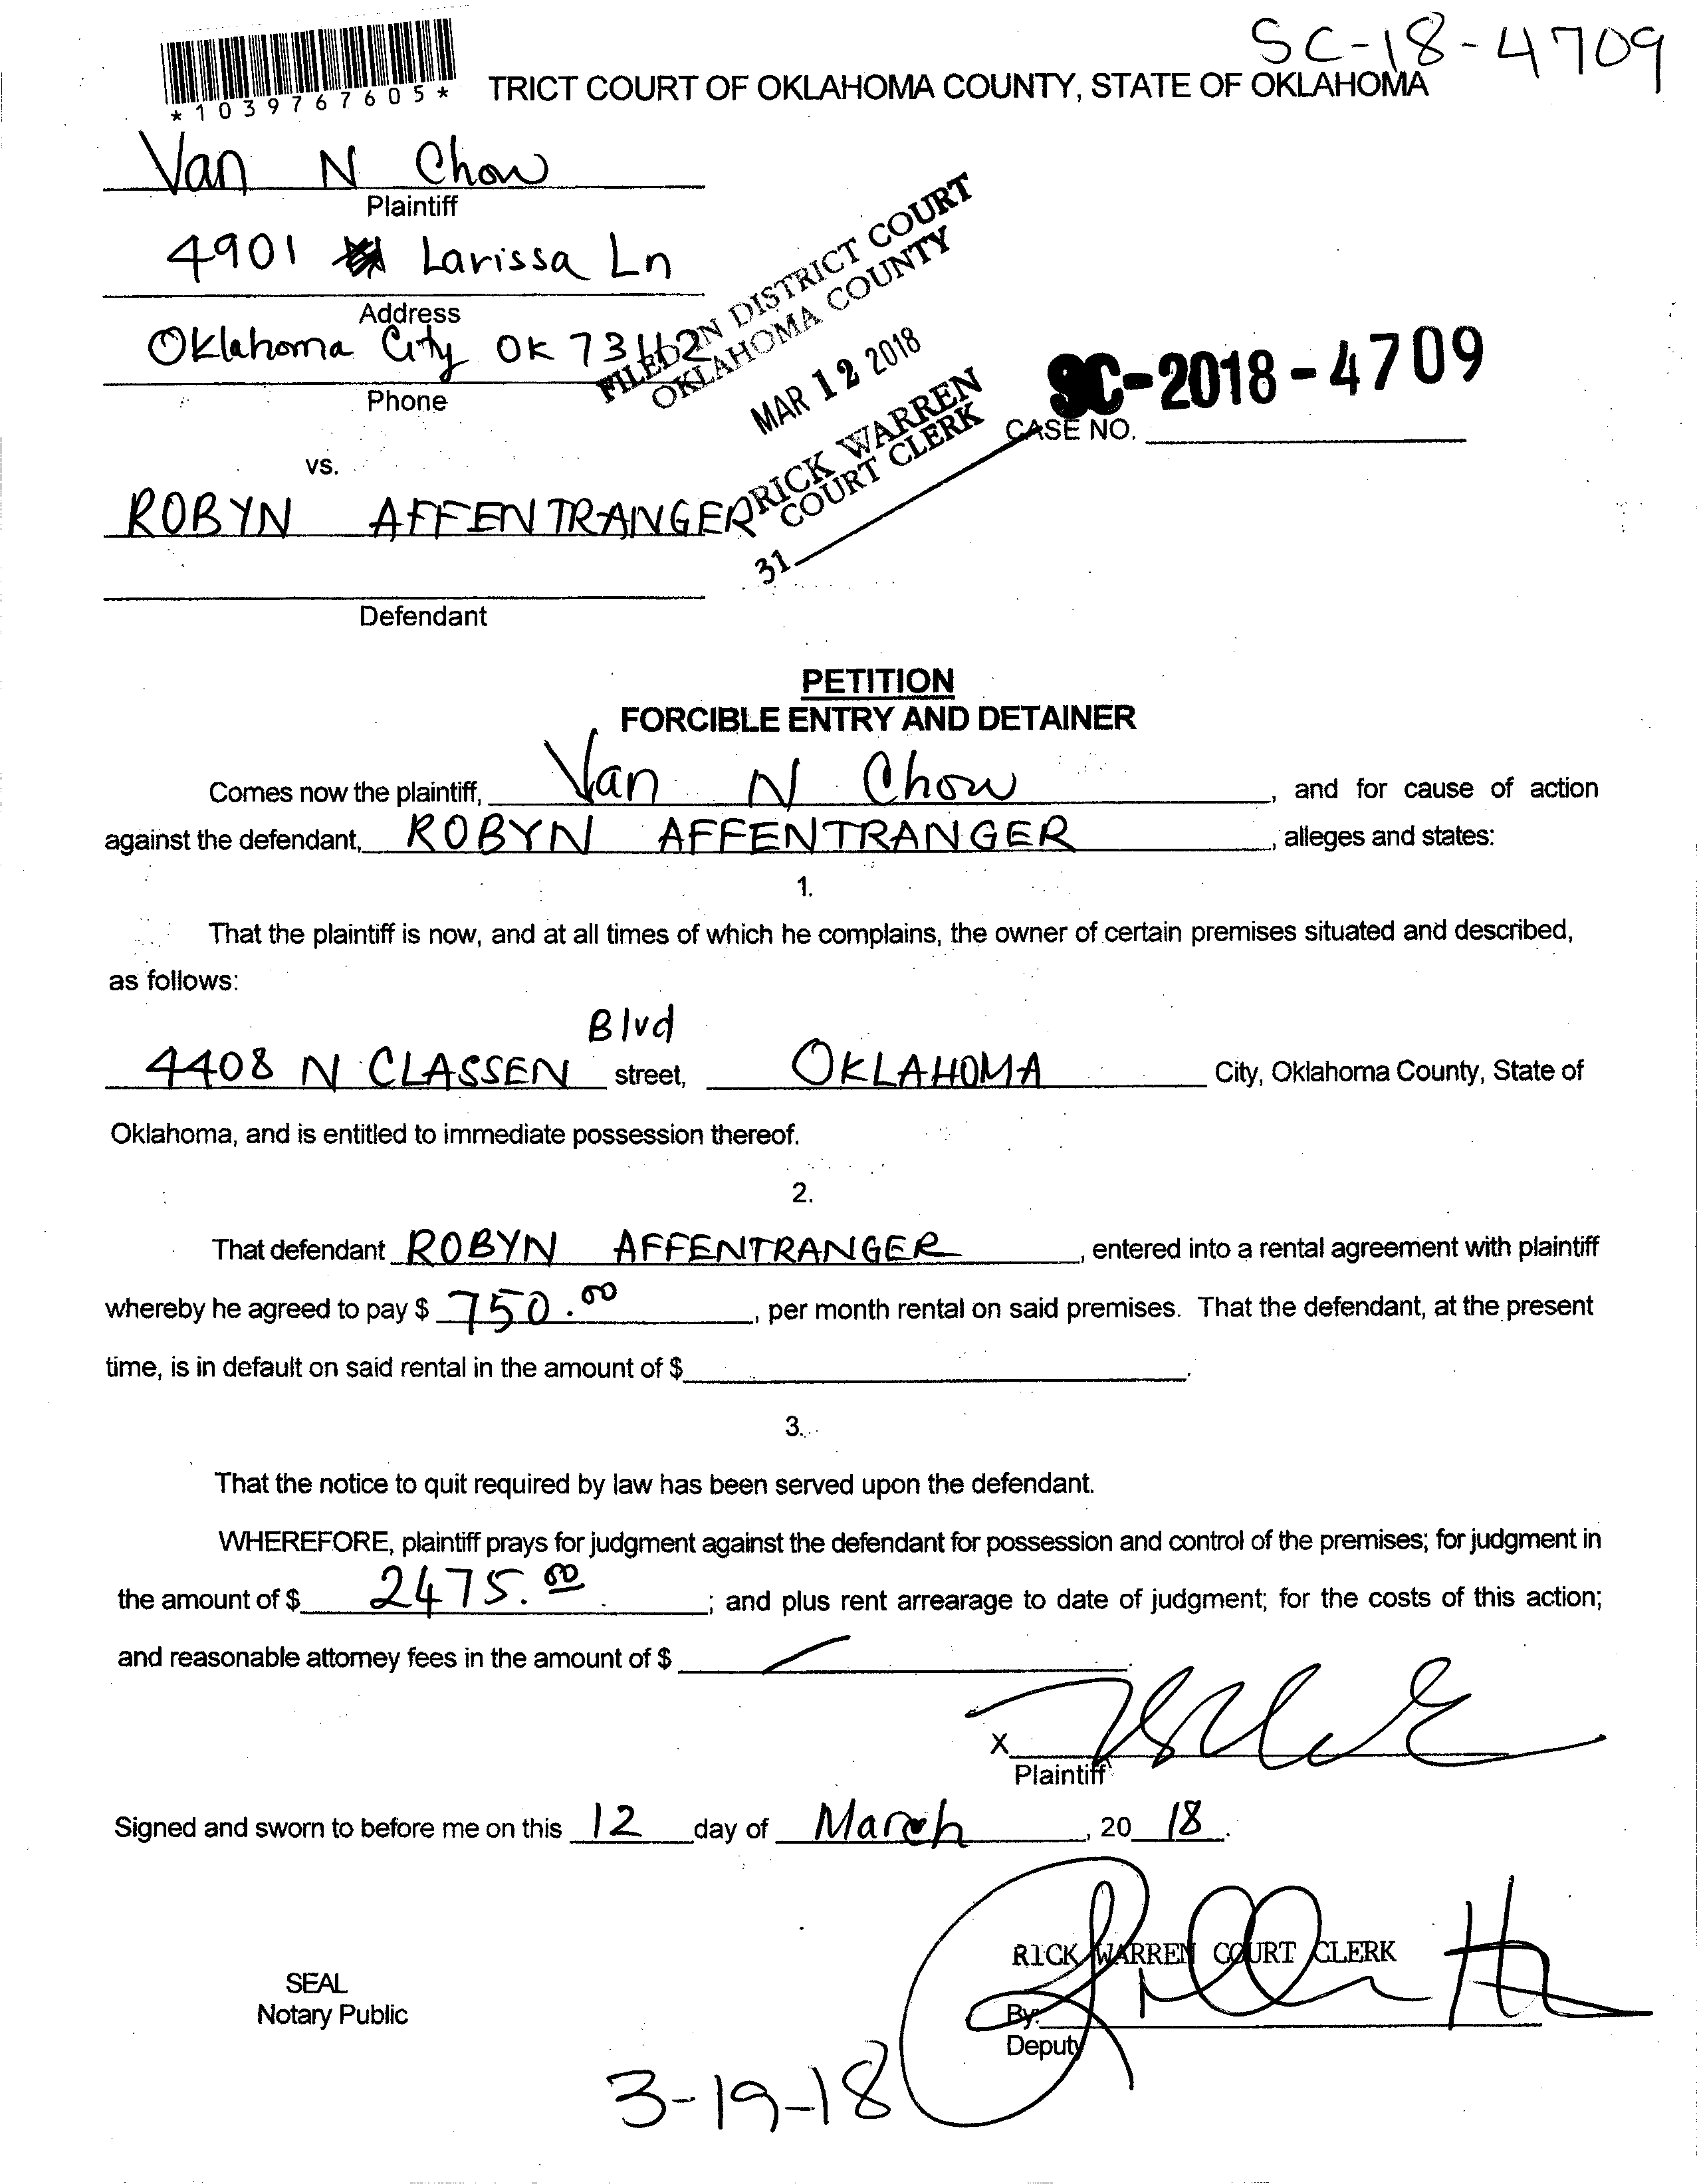 SC-18-4709
*1039767605*
TRICT COURT OF OKLAHOMA COUNTY, STATE OF OKLAHOMA
Van N Chow
Plaintiff
4901 Larissa Ln
Address
Oklahoma City OK 73112
Phone
FILED IN DISTRICT COURT
OKLAHOMA COUNTY
MAR 12 2018
RICK WARREN
COURT CLERK
31
SC-2018-4709
CASE NO.
vs.
ROBYN AFFENTRANGER
Defendant
PETITION
FORCIBLE ENTRY AND DETAINER
Comes now the plaintiff, Van N Chow, and for cause of action
against the defendant, ROBYN AFFENTRANGER, alleges and states:
1.
That the plaintiff is now, and at all times of which he complains, the owner of certain premises situated and described,
as follows:
Blvd
4408 N CLASSEN street, OKLAHOMA City, Oklahoma County, State of
Oklahoma, and is entitled to immediate possession thereof.
2.
That defendant ROBYN AFFENTRANGER, entered into a rental agreement with plaintiff
whereby he agreed to pay $ 750.00, per month rental on said premises. That the defendant, at the present
time, is in default on said rental in the amount of $ .
3.
That the notice to quit required by law has been served upon the defendant.
WHEREFORE, plaintiff prays for judgment against the defendant for possession and control of the premises; for judgment in
the amount of $ 2475.00; and plus rent arrearage to date of judgment; for the costs of this action;
and reasonable attorney fees in the amount of $ .
X
Plaintiff
Signed and sworn to before me on this 12 day of March, 20 18.
RICK WARREN COURT CLERK
SEAL
Notary Public
By:
Deputy
3-19-18